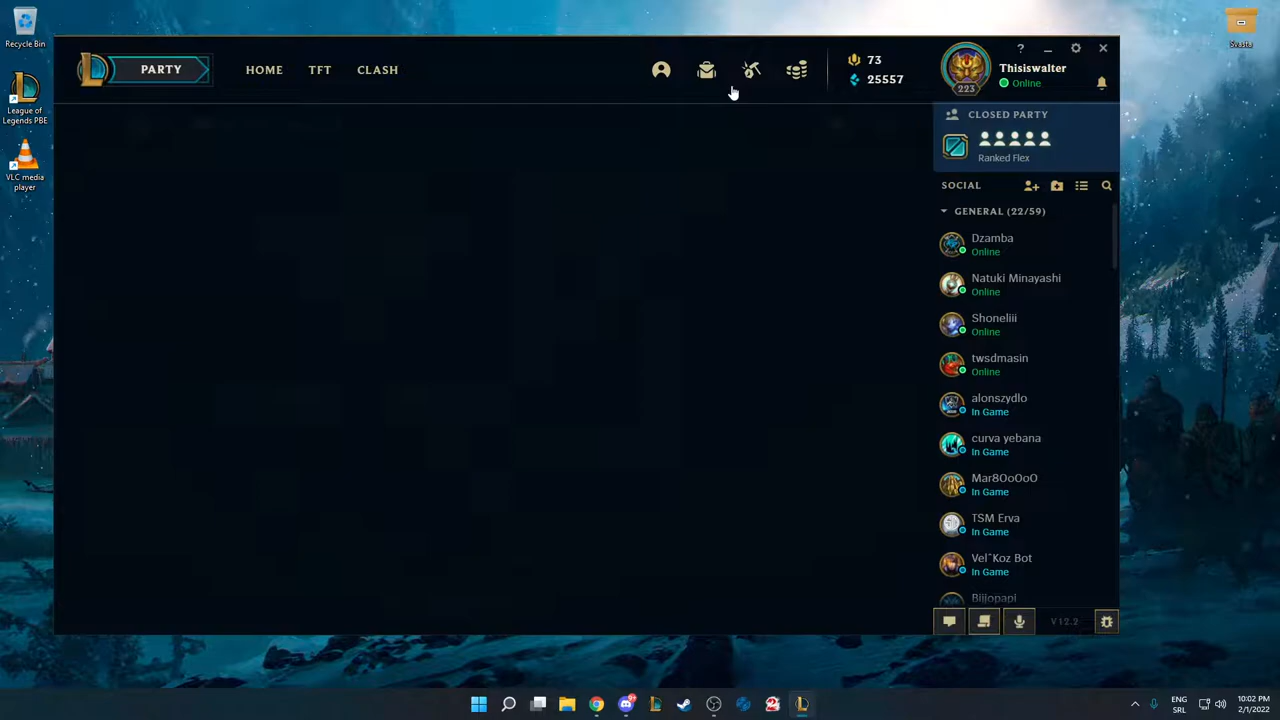 Recycle Bin
League of
Legends PBE
VLC media
player
Svasta
PARTY
HOME
TFT
CLASH
73
25557
?
223
Thisiswalter
Online
CLOSED PARTY
Ranked Flex
SOCIAL
GENERAL (22/59)
Dzamba
Online
Natuki Minayashi
Online
Shoneliii
Online
twsdmasin
Online
alonszydlo
In Game
curva yebana
In Game
Mar8OoOoO
In Game
TSM Erva
In Game
Vel˝Koz Bot
In Game
Biijopapi
V12.2
9+
ENG
SRL
10:02 PM
2/1/2022